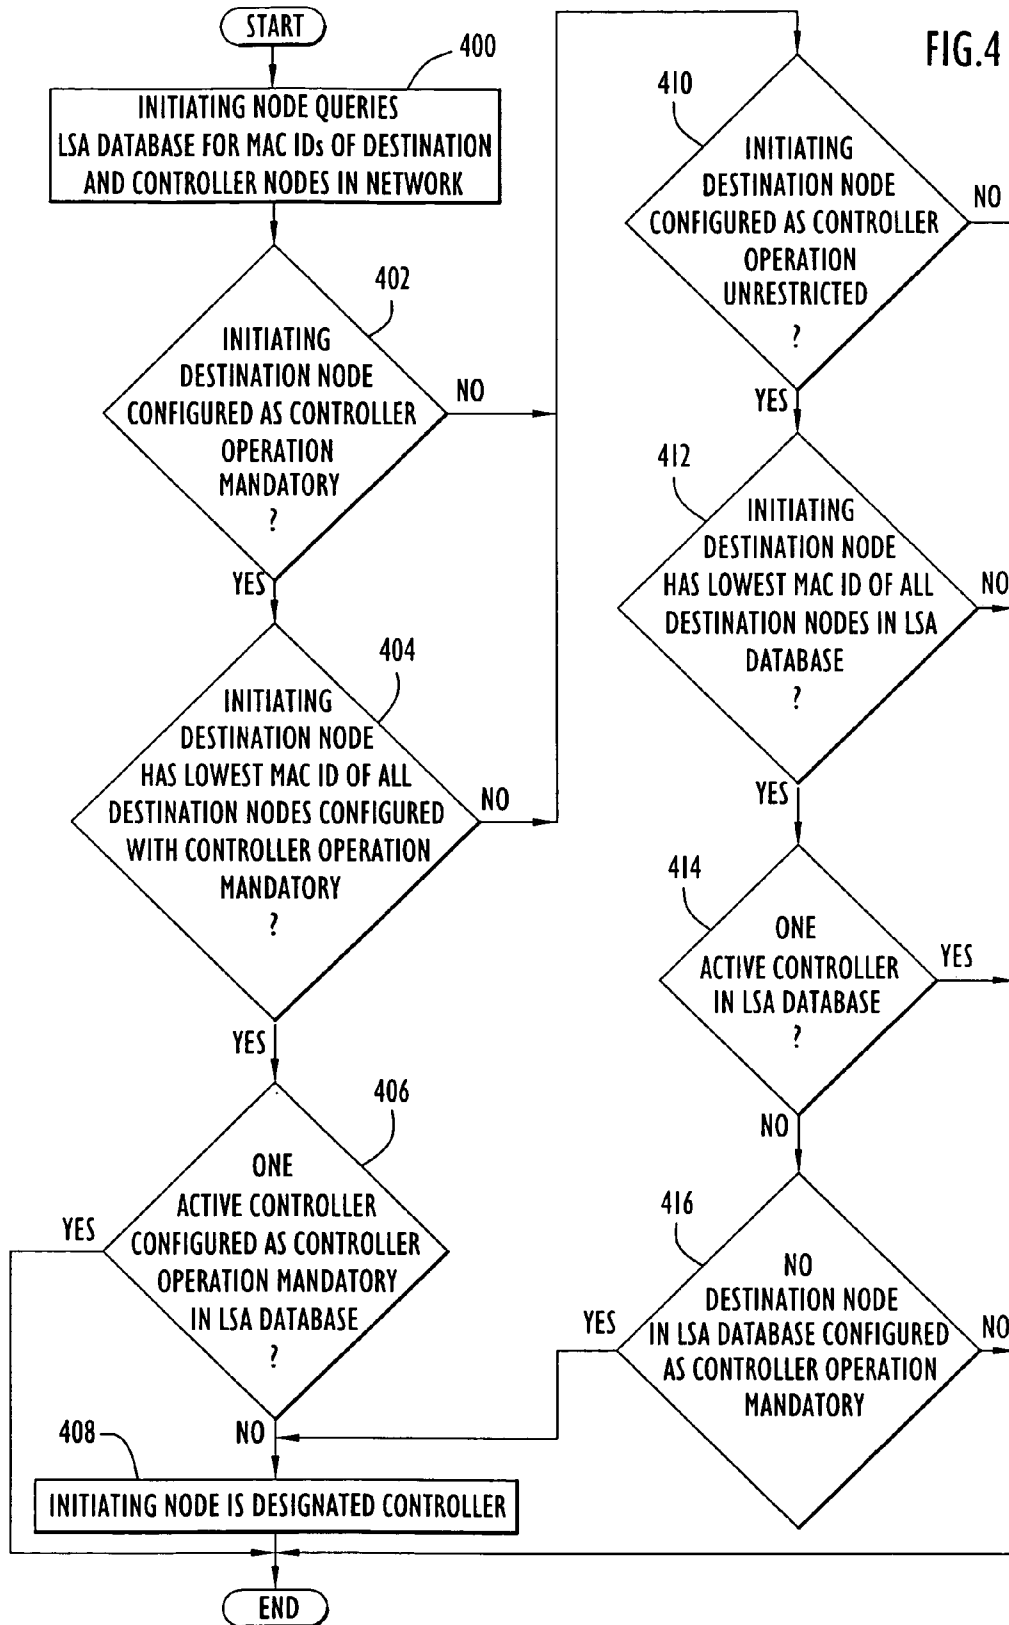 START
400
INITIATING NODE QUERIES
LSA DATABASE FOR MAC IDs OF DESTINATION
AND CONTROLLER NODES IN NETWORK
402
INITIATING
DESTINATION NODE
CONFIGURED AS CONTROLLER
OPERATION
MANDATORY
?
NO
YES
404
INITIATING
DESTINATION NODE
HAS LOWEST MAC ID OF ALL
DESTINATION NODES CONFIGURED
WITH CONTROLLER OPERATION
MANDATORY
?
NO
YES
406
ONE
ACTIVE CONTROLLER
CONFIGURED AS CONTROLLER
OPERATION MANDATORY
IN LSA DATABASE
?
YES
NO
408
INITIATING NODE IS DESIGNATED CONTROLLER
END
FIG.4
410
INITIATING
DESTINATION NODE
CONFIGURED AS CONTROLLER
OPERATION
UNRESTRICTED
?
NO
YES
412
INITIATING
DESTINATION NODE
HAS LOWEST MAC ID OF ALL
DESTINATION NODES IN LSA
DATABASE
?
NO
YES
414
ONE
ACTIVE CONTROLLER
IN LSA DATABASE
?
YES
NO
416
NO
DESTINATION NODE
IN LSA DATABASE CONFIGURED
AS CONTROLLER OPERATION
MANDATORY
YES
NO